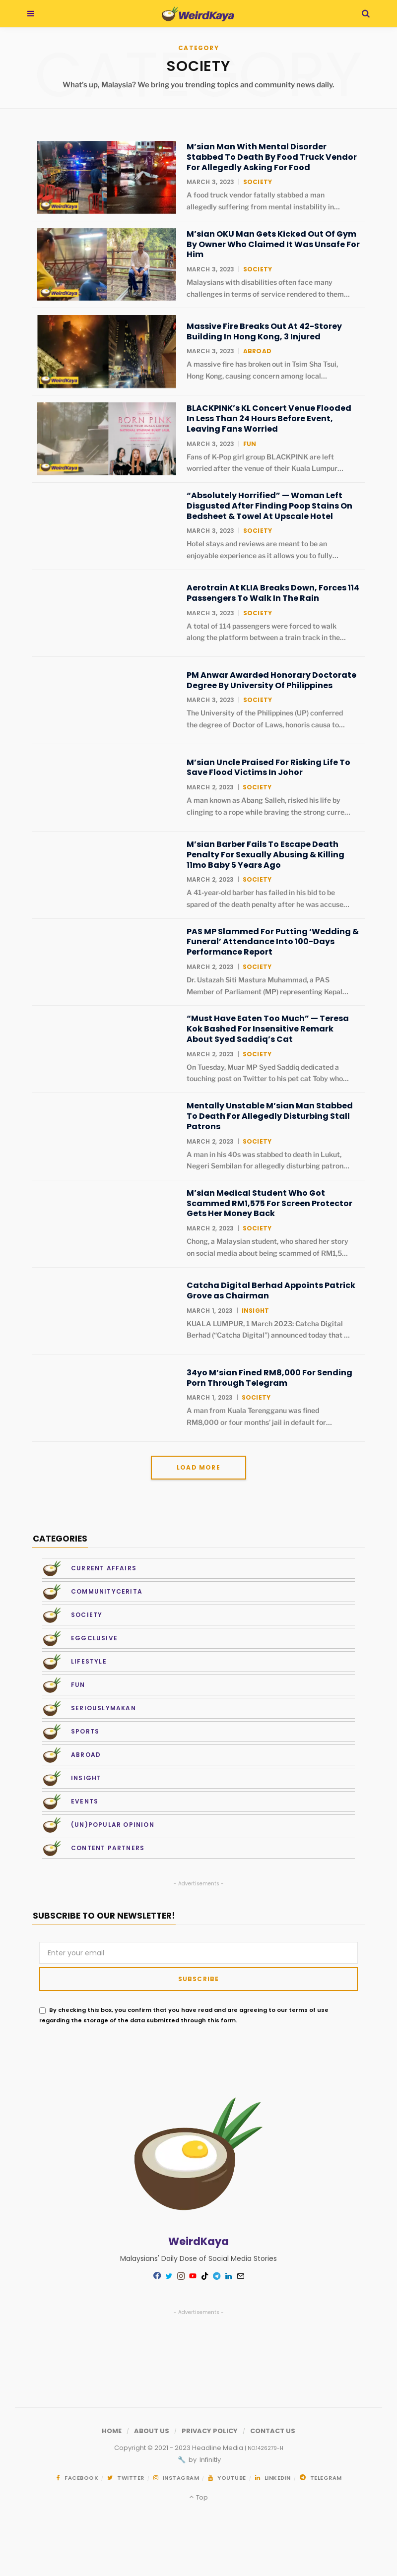 WeirdKaya
CATEGORY
CATEGORY
SOCIETY
What's up, Malaysia? We bring you trending topics and community news daily.
M'sian Man With Mental Disorder
Stabbed To Death By Food Truck Vendor
For Allegedly Asking For Food
MARCH 3, 2023 | SOCIETY
A food truck vendor fatally stabbed a man
allegedly suffering from mental instability in...
WeirdKaya
M'sian OKU Man Gets Kicked Out Of Gym
By Owner Who Claimed It Was Unsafe For
Him
MARCH 3, 2023 | SOCIETY
Malaysians with disabilities often face many
challenges in terms of service rendered to them...
WeirdKaya
Massive Fire Breaks Out At 42-Storey
Building In Hong Kong, 3 Injured
MARCH 3, 2023 | ABROAD
A massive fire has broken out in Tsim Sha Tsui,
Hong Kong, causing concern among local...
WeirdKaya
BLACKPINK's KL Concert Venue Flooded
In Less Than 24 Hours Before Event,
Leaving Fans Worried
MARCH 3, 2023 | FUN
Fans of K-Pop girl group BLACKPINK are left
worried after the venue of their Kuala Lumpur...
BORN PINK
WeirdKaya
"Absolutely Horrified" — Woman Left
Disgusted After Finding Poop Stains On
Bedsheet & Towel At Upscale Hotel
MARCH 3, 2023 | SOCIETY
Hotel stays and reviews are meant to be an
enjoyable experience as it allows you to fully...
Aerotrain At KLIA Breaks Down, Forces 114
Passengers To Walk In The Rain
MARCH 3, 2023 | SOCIETY
A total of 114 passengers were forced to walk
along the platform between a train track in the...
PM Anwar Awarded Honorary Doctorate
Degree By University Of Philippines
MARCH 3, 2023 | SOCIETY
The University of the Philippines (UP) conferred
the degree of Doctor of Laws, honoris causa to...
M'sian Uncle Praised For Risking Life To
Save Flood Victims In Johor
MARCH 2, 2023 | SOCIETY
A man known as Abang Salleh, risked his life by
clinging to a rope while braving the strong curre...
M'sian Barber Fails To Escape Death
Penalty For Sexually Abusing & Killing
11mo Baby 5 Years Ago
MARCH 2, 2023 | SOCIETY
A 41-year-old barber has failed in his bid to be
spared of the death penalty after he was accuse...
PAS MP Slammed For Putting 'Wedding &
Funeral' Attendance Into 100-Days
Performance Report
MARCH 2, 2023 | SOCIETY
Dr. Ustazah Siti Mastura Muhammad, a PAS
Member of Parliament (MP) representing Kepal...
"Must Have Eaten Too Much" — Teresa
Kok Bashed For Insensitive Remark
About Syed Saddiq's Cat
MARCH 2, 2023 | SOCIETY
On Tuesday, Muar MP Syed Saddiq dedicated a
touching post on Twitter to his pet cat Toby who...
Mentally Unstable M'sian Man Stabbed
To Death For Allegedly Disturbing Stall
Patrons
MARCH 2, 2023 | SOCIETY
A man in his 40s was stabbed to death in Lukut,
Negeri Sembilan for allegedly disturbing patron...
M'sian Medical Student Who Got
Scammed RM1,575 For Screen Protector
Gets Her Money Back
MARCH 2, 2023 | SOCIETY
Chong, a Malaysian student, who shared her story
on social media about being scammed of RM1,5...
Catcha Digital Berhad Appoints Patrick
Grove as Chairman
MARCH 1, 2023 | INSIGHT
KUALA LUMPUR, 1 March 2023: Catcha Digital
Berhad ("Catcha Digital") announced today that ...
34yo M'sian Fined RM8,000 For Sending
Porn Through Telegram
MARCH 1, 2023 | SOCIETY
A man from Kuala Terengganu was fined
RM8,000 or four months' jail in default for...
LOAD MORE
CATEGORIES
CURRENT AFFAIRS
COMMUNITYCERITA
SOCIETY
EGGCLUSIVE
LIFESTYLE
FUN
SERIOUSLYMAKAN
SPORTS
ABROAD
INSIGHT
EVENTS
(UN)POPULAR OPINION
CONTENT PARTNERS
- Advertisements -
SUBSCRIBE TO OUR NEWSLETTER!
Enter your email
SUBSCRIBE
By checking this box, you confirm that you have read and are agreeing to our terms of use
regarding the storage of the data submitted through this form.
WeirdKaya
Malaysians' Daily Dose of Social Media Stories
- Advertisements -
HOME / ABOUT US / PRIVACY POLICY / CONTACT US
Copyright © 2021 - 2023 Headline Media | NO.1426279-H
🔧 by Infinitly
FACEBOOK TWITTER INSTAGRAM YOUTUBE LINKEDIN TELEGRAM
Top